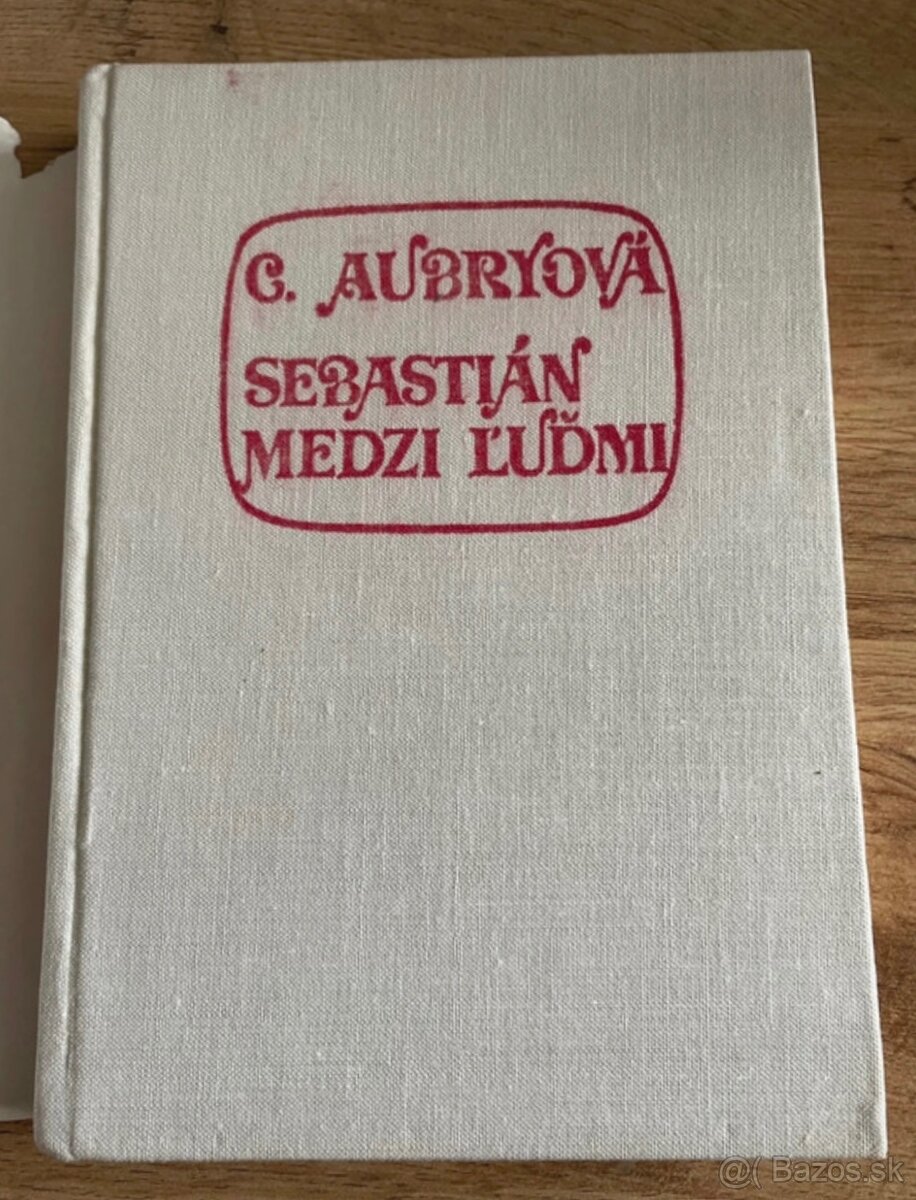 C. AUBRYOVÁ
SEBASTIÁN
MEDZI ĽUĎMI
@( Bazos.sk